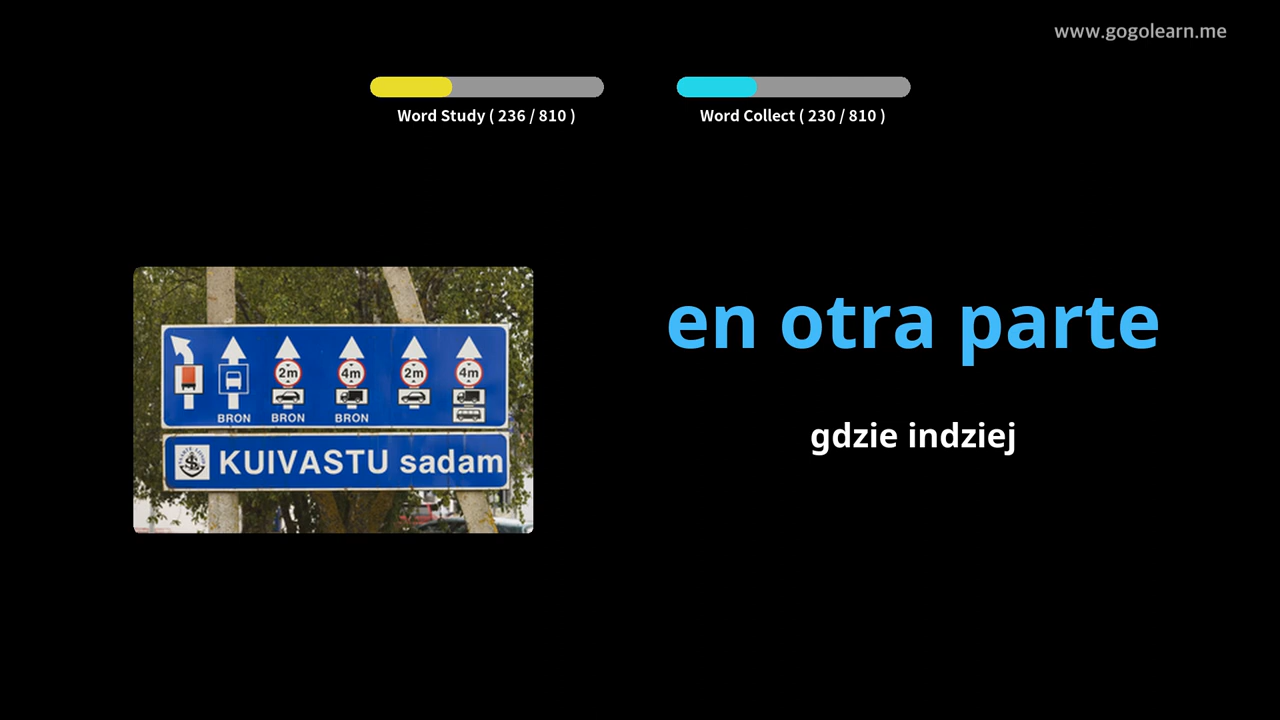 www.gogolearn.me
Word Study ( 236 / 810 )
Word Collect ( 230 / 810 )
2m
4m
2m
4m
BRON
BRON
BRON
KUIVASTU sadam
en otra parte
gdzie indziej